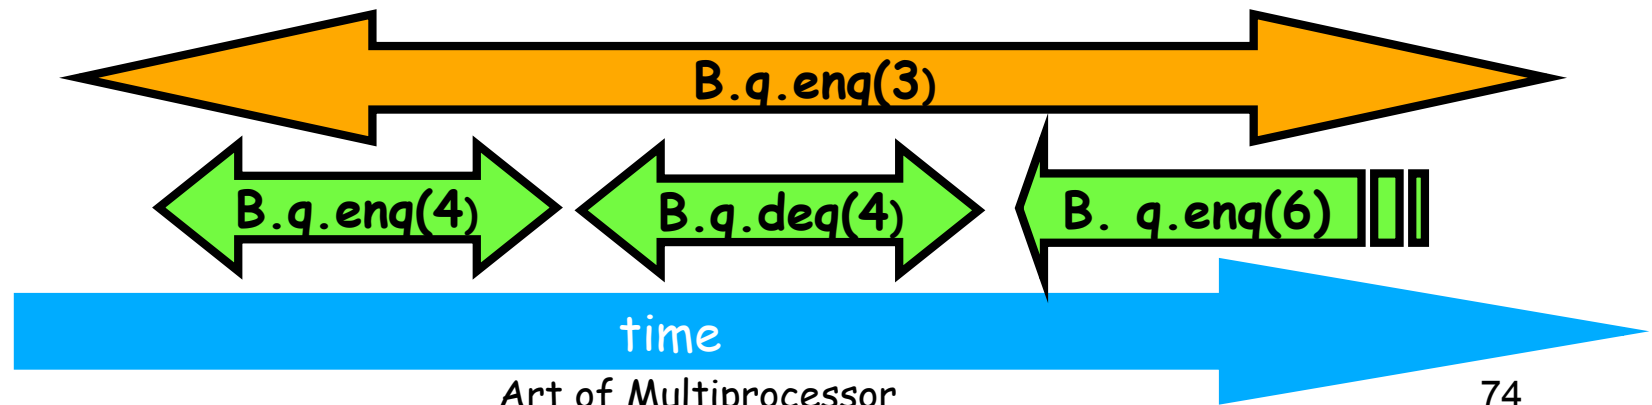 B.q.enq(3)
B.q.enq(4) B.q.deq(4) B. q.enq(6)
time
Art of Multiprocessor 74